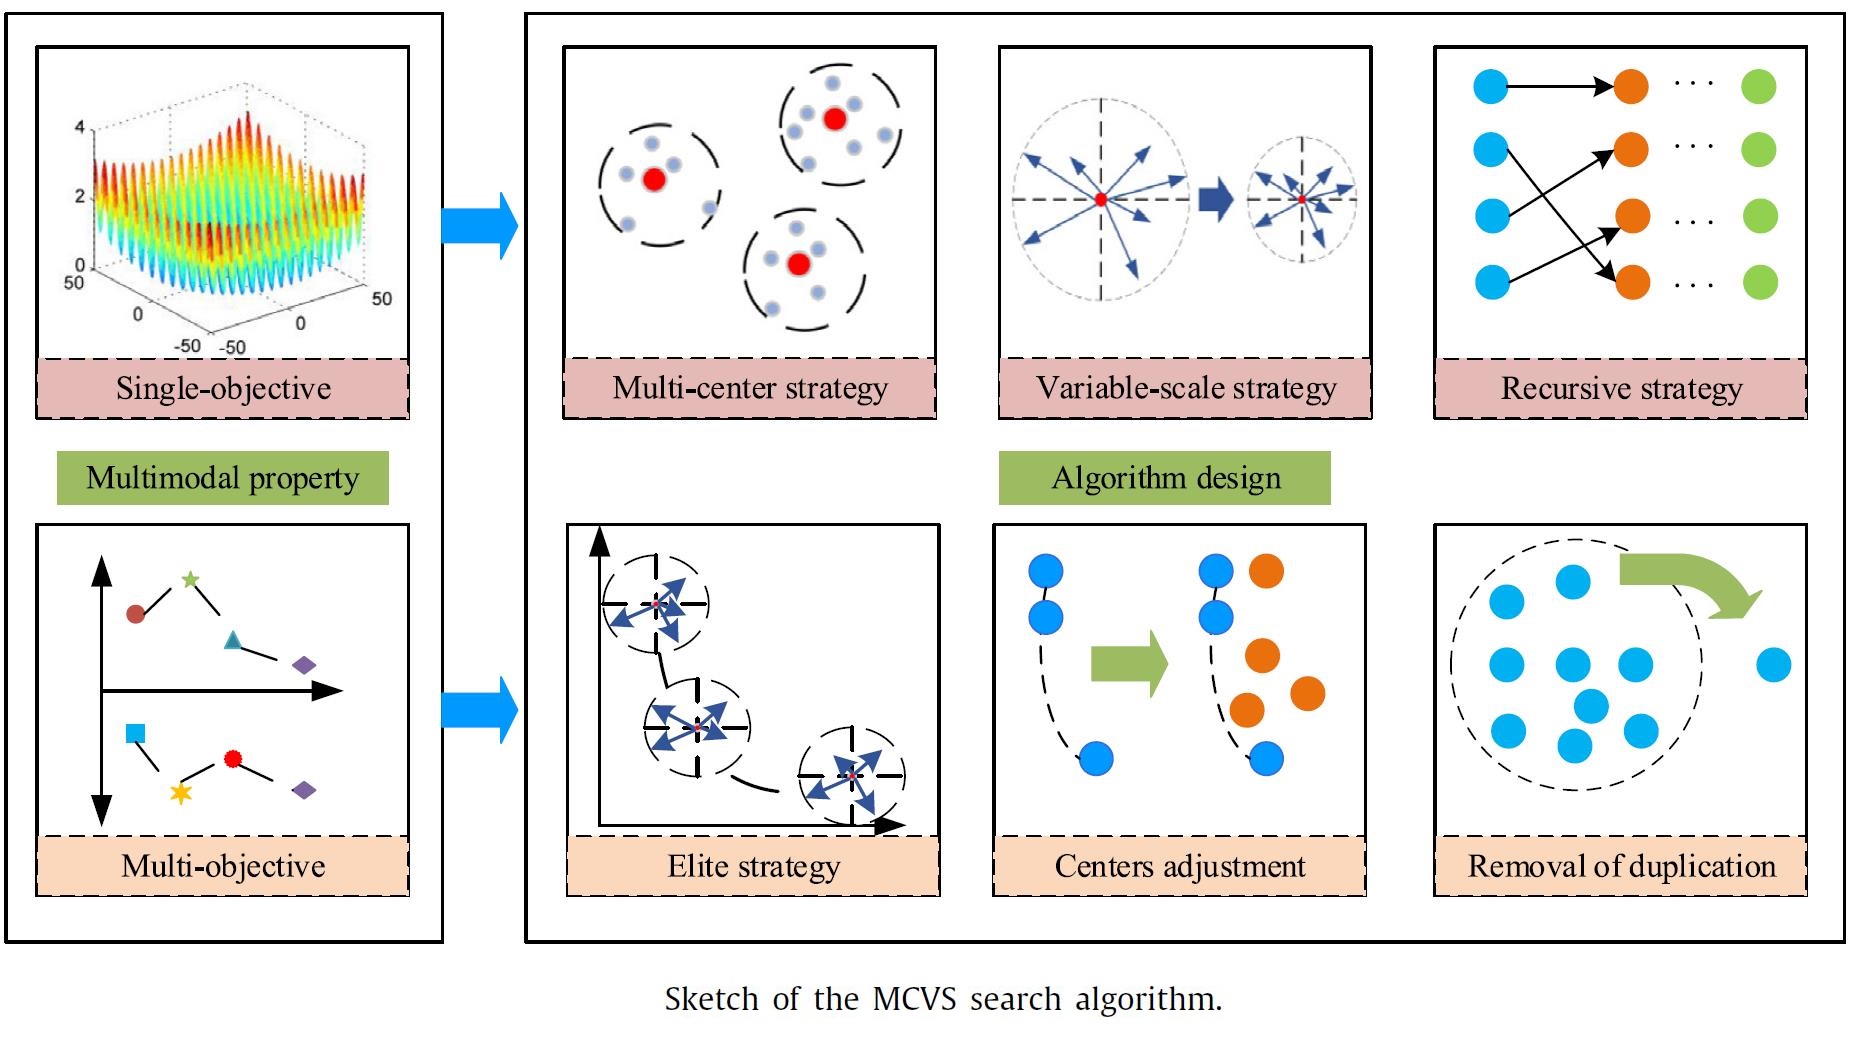 4
2
0
50
0
-50
-50
0
50
Single-objective
Multi-center strategy
Variable-scale strategy
. . .
. . .
. . .
. . .
Recursive strategy
Multimodal property
Algorithm design
Multi-objective
Elite strategy
Centers adjustment
Removal of duplication
Sketch of the MCVS search algorithm.